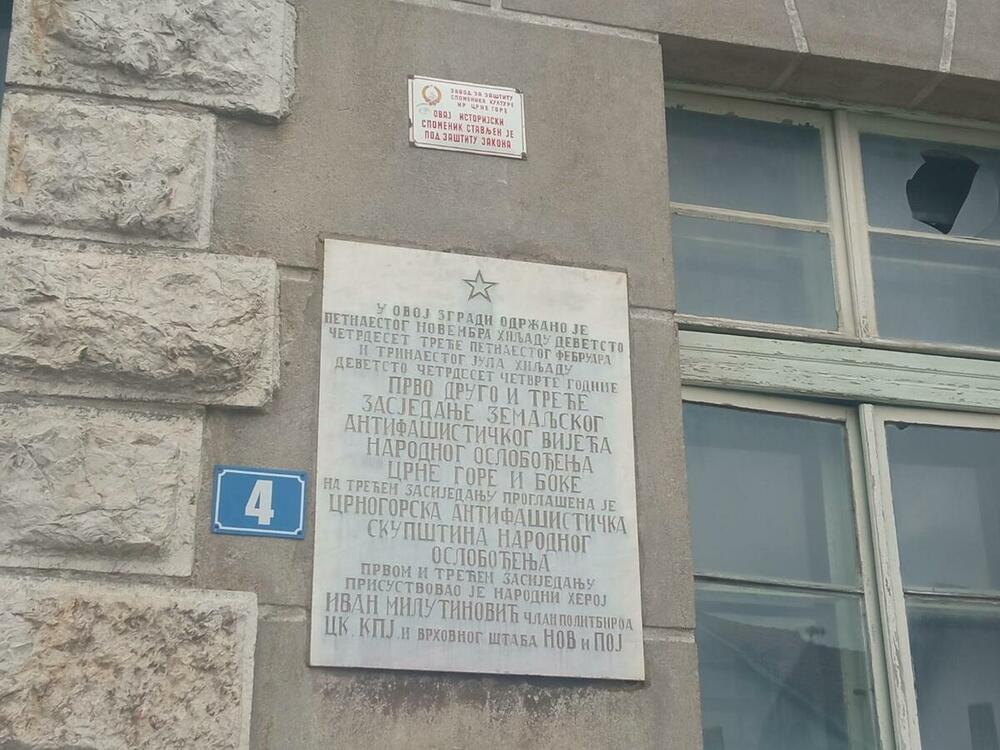 ЗАВОД ЗА ЗАШТИТУ
СПОМЕНИКА КУЛТУРЕ
НР ЦРНЕ ГОРЕ
ОВАЈ ИСТОРИЈСКИ
СПОМЕНИК СТАВЉЕН ЈЕ
ПОД ЗАШТИТУ ЗАКОНА
У ОВОЈ ЗГРАДИ ОДРЖАНО ЈЕ
ПЕТНАЕСТОГ НОВЕМБРА ХИЉАДУ ДЕВЕТСТО
ЧЕТРДЕСЕТ ТРЕЋЕ ПЕТНАЕСТОГ ФЕБРУАРА
И ТРИНАЕСТОГ ЈУЛА ХИЉАДУ
ДЕВЕТСТО ЧЕТРДЕСЕТ ЧЕТВРТЕ ГОДИНЕ
ПРВО ДРУГО И ТРЕЋЕ
ЗАСЈЕДАЊЕ ЗЕМАЉСКОГ
АНТИФАШИСТИЧКОГ ВИЈЕЋА
НАРОДНОГ ОСЛОБОЂЕЊА
ЦРНЕ ГОРЕ И БОКЕ
НА ТРЕЋЕМ ЗАСИЈЕДАЊУ ПРОГЛАШЕНА ЈЕ
ЦРНОГОРСКА АНТИФАШИСТИЧКА
СКУПШТИНА НАРОДНОГ
ОСЛОБОЂЕЊА
ПРВОМ И ТРЕЋЕМ ЗАСИЈЕДАЊУ
ПРИСУСТВОВАО ЈЕ НАРОДНИ ХЕРОЈ
ИВАН МИЛУТИНОВИЋ ЧЛАН ПОЛИТБИРОА
ЦК. КПЈ. И ВРХОВНОГ ШТАБА НОВ И ПОЈ
4